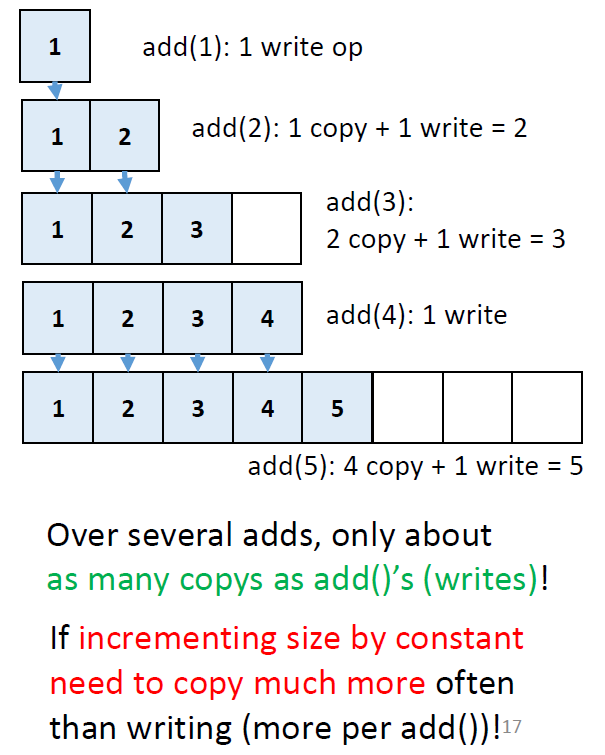 1
add(1): 1 write op
1 2
add(2): 1 copy + 1 write = 2
1 2 3
add(3):
2 copy + 1 write = 3
1 2 3 4
add(4): 1 write
1 2 3 4 5
add(5): 4 copy + 1 write = 5
Over several adds, only about
as many copys as add()’s (writes)!
If incrementing size by constant
need to copy much more often
than writing (more per add())!
17